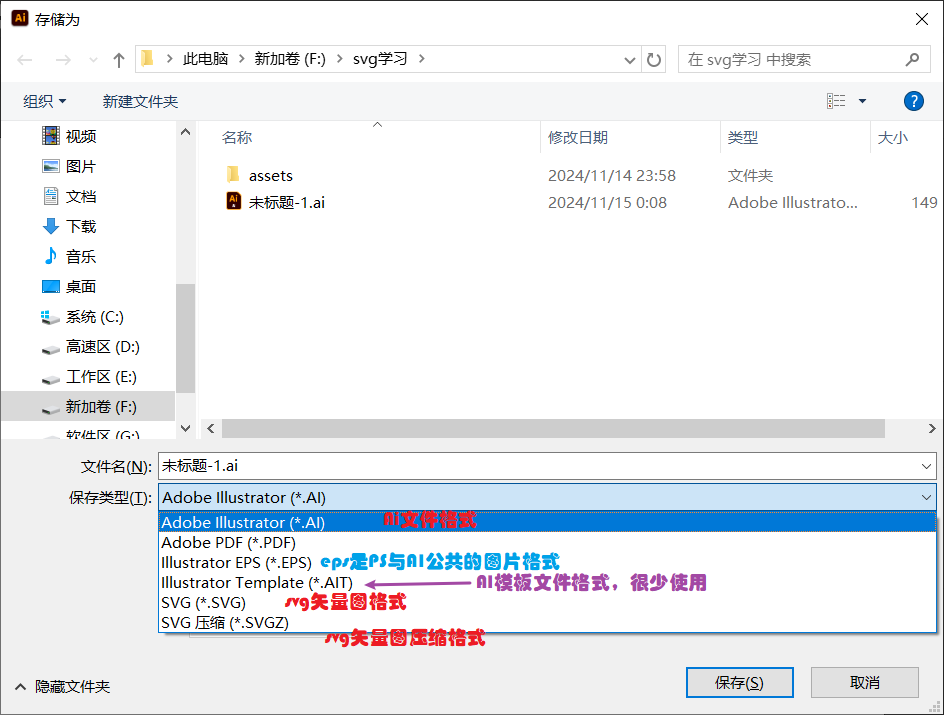 Ai 存储为
此电脑 新加卷 (F:) svg学习
在 svg学习 中搜索
组织 新建文件夹
?
名称 修改日期 类型 大小
视频
图片
文档
下载
音乐
桌面
系统 (C:)
高速区 (D:)
工作区 (E:)
新加卷 (F:)
软件区 (G:)
assets 2024/11/14 23:58 文件夹
Ai 未标题-1.ai 2024/11/15 0:08 Adobe Illustrato... 149
文件名(N): 未标题-1.ai
保存类型(T): Adobe Illustrator (*.AI)
Adobe Illustrator (*.AI) Ai文件格式
Adobe PDF (*.PDF)
Illustrator EPS (*.EPS) eps是PS与AI公共的图片格式
Illustrator Template (*.AIT) AI模板文件格式，很少使用
SVG (*.SVG) svg矢量图格式
SVG 压缩 (*.SVGZ)
svg矢量图压缩格式
隐藏文件夹 保存(S) 取消